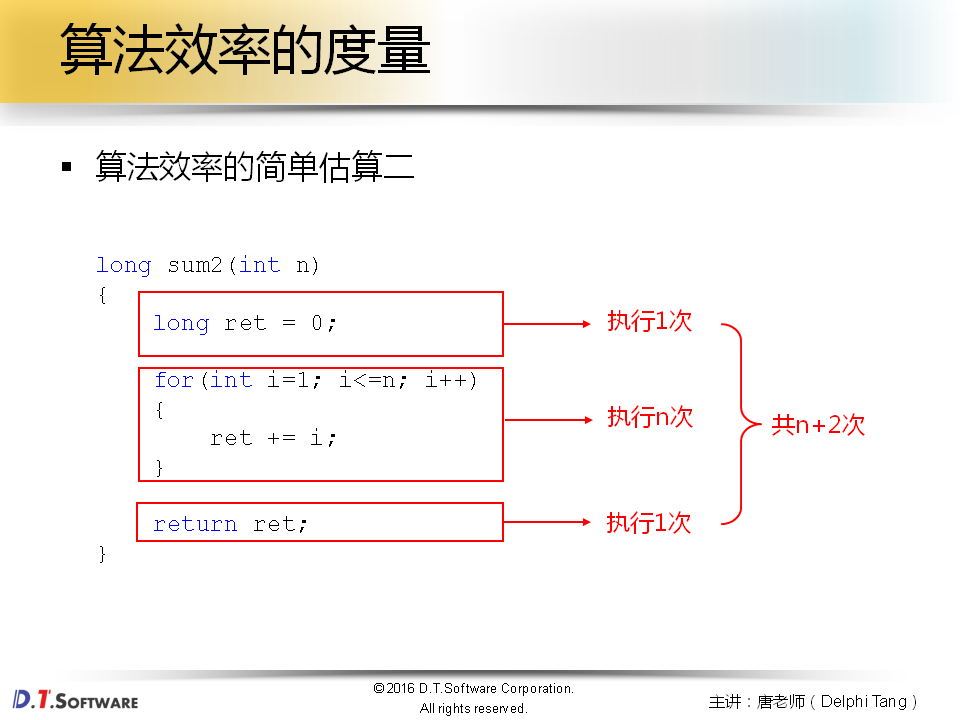 算法效率的度量
▪ 算法效率的简单估算二
long sum2(int n)
{
long ret = 0;
执行1次
for(int i=1; i<=n; i++)
{
ret += i;
}
执行n次
共n+2次
return ret;
执行1次
}
D.T.SOFTWARE
©2016 D.T.Software Corporation.
All rights reserved.
主讲：唐老师（Delphi Tang）